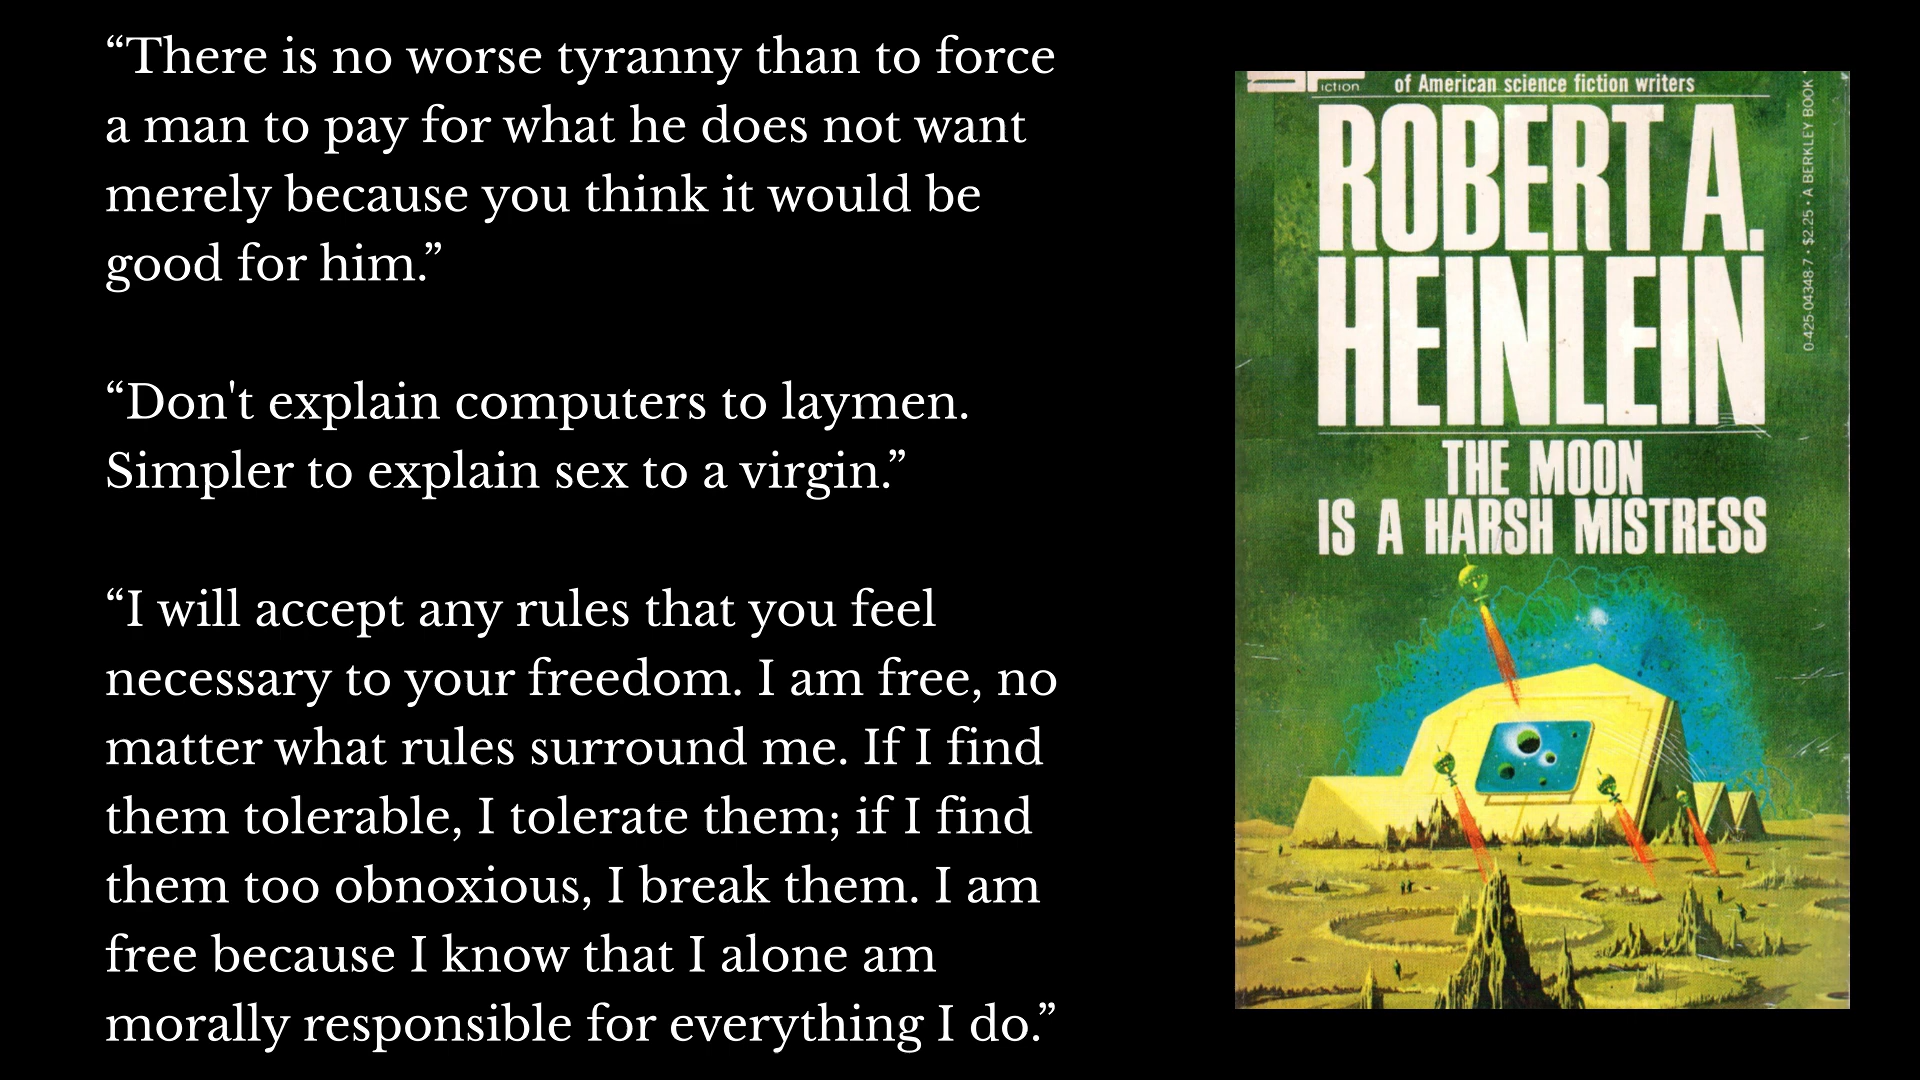 “There is no worse tyranny than to force
a man to pay for what he does not want
merely because you think it would be
good for him.”
“Don't explain computers to laymen.
Simpler to explain sex to a virgin.”
“I will accept any rules that you feel
necessary to your freedom. I am free, no
matter what rules surround me. If I find
them tolerable, I tolerate them; if I find
them too obnoxious, I break them. I am
free because I know that I alone am
morally responsible for everything I do.”
iction
of American science fiction writers
ROBERT A.
HEINLEIN
THE MOON
IS A HARSH MISTRESS
0-425-04348-7 • $2.25 • A BERKLEY BOOK